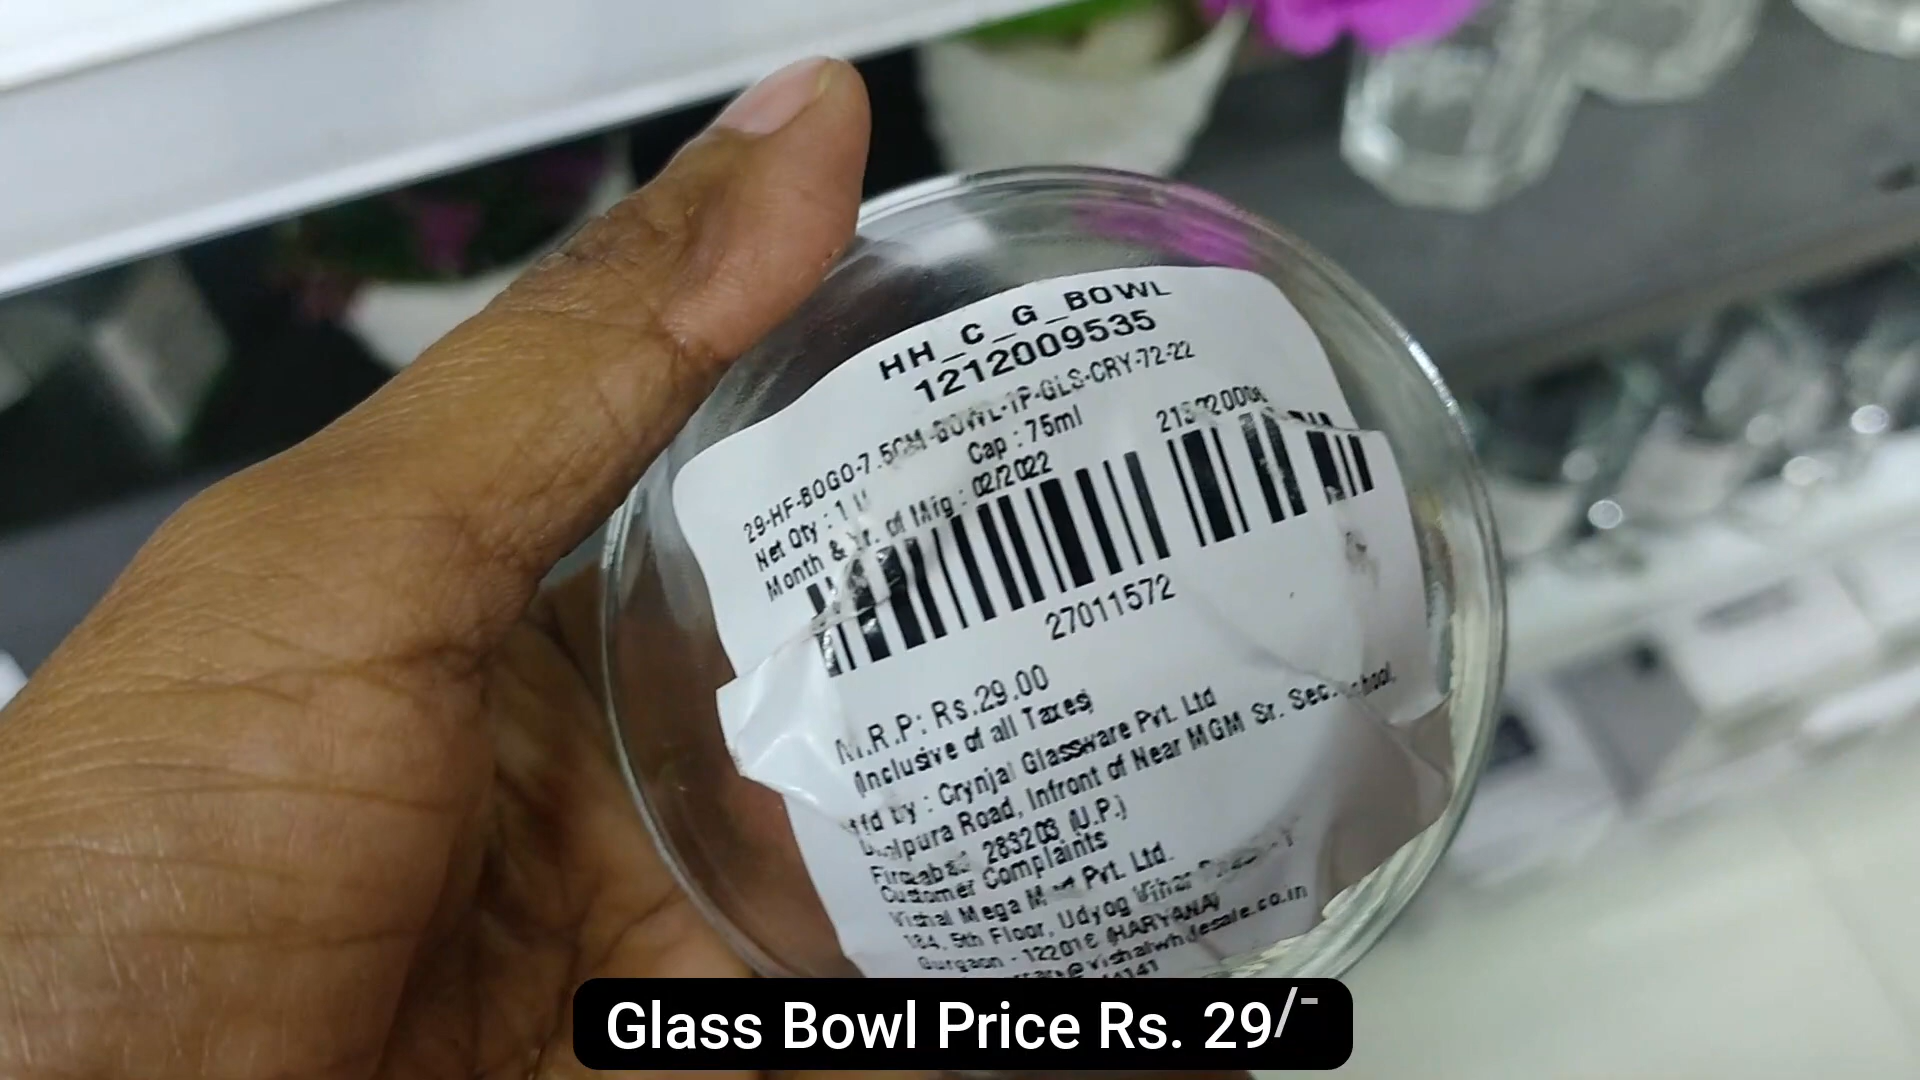 HH_C_G_BOWL
1212009535
29-HF-BOGO-7.5CM-BOWL-1P-GLS-CRY-72-22
Net Qty : 1
Cap : 75ml
Month & Yr. of Mfg : 02/2022
27011572
M.R.P: Rs.29.00
(Inclusive of all Taxes)
by : Crynjal Glassware Pvt. Ltd
Road, Infront of Near MGM Sr. Sec.
283203 (U.P.)
Customer Complaints
Vishal Mega Pvt. Ltd.
184, 5th Floor, Udyog Vihar
Gurgaon - (HARYANA)
Glass Bowl Price Rs. 29/-